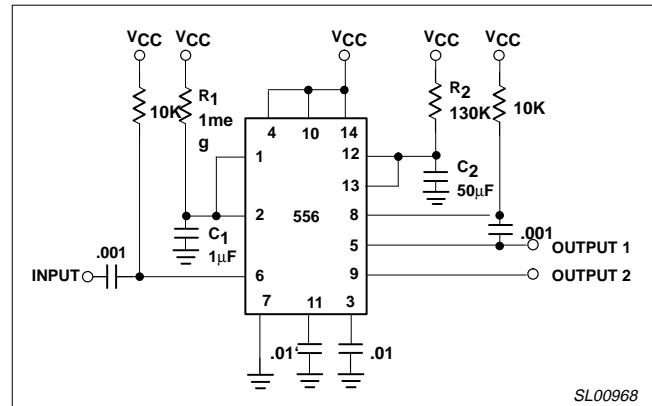 VCC VCC VCC VCC VCC
10K
R1
1me
g
R2
130K
10K
4 10 14
1
12
C2
50µF
13
2
556
8
C1
1µF
.001
.001
5
OUTPUT 1
INPUT
6
9
OUTPUT 2
7 11 3
.01‘
.01
SL00968